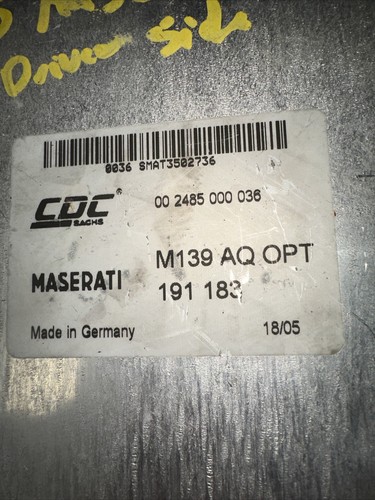 Driver Side
0036 SMAT3502736
CDC®
SACHS
00 2485 000 036
M139 AQ OPT
MASERATI
191 183
Made in Germany
18/05